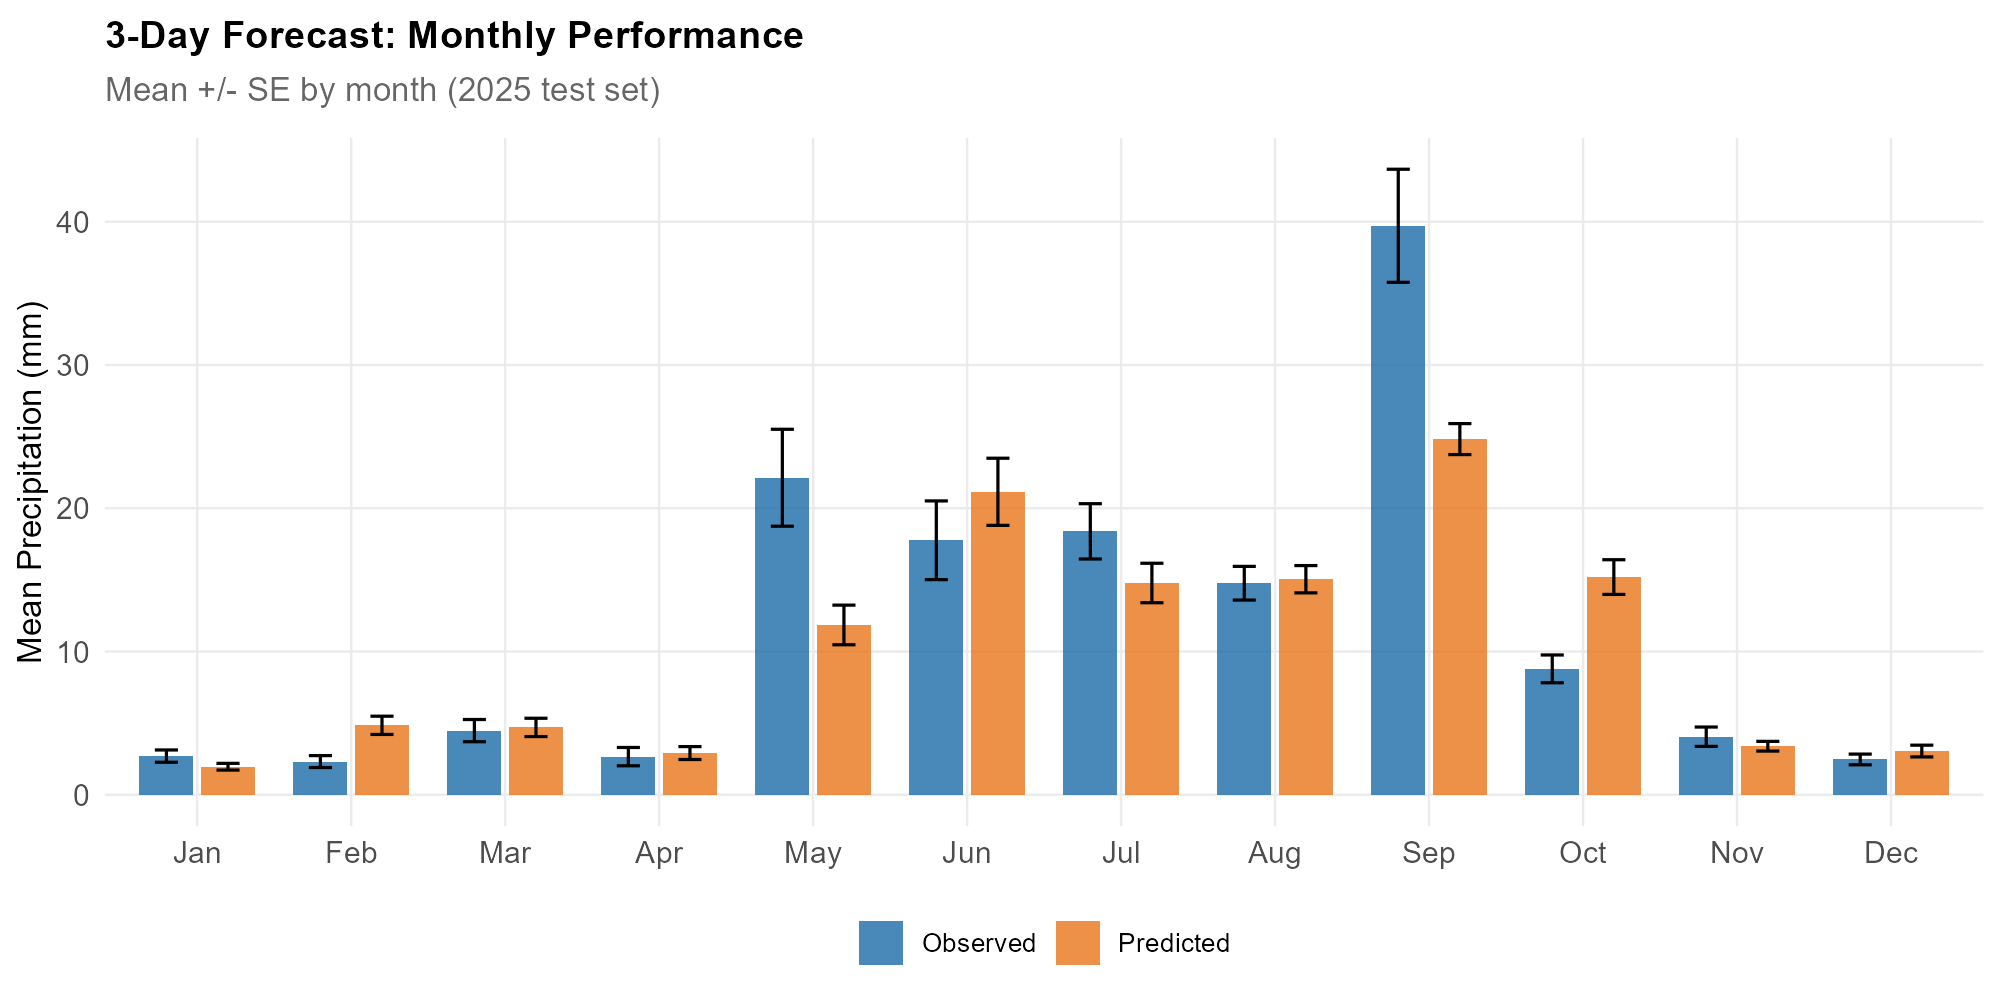 3-Day Forecast: Monthly Performance
Mean +/- SE by month (2025 test set)
Mean Precipitation (mm)
40
30
20
10
0
Jan Feb Mar Apr May Jun Jul Aug Sep Oct Nov Dec
Observed Predicted